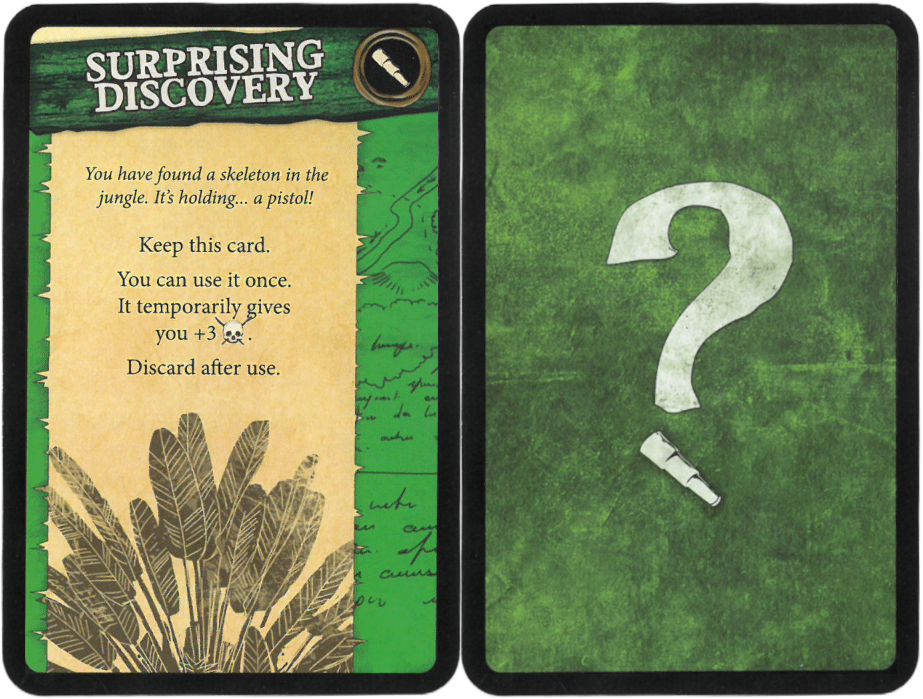 SURPRISING
DISCOVERY
You have found a skeleton in the
jungle. It's holding... a pistol!
Keep this card.
You can use it once.
It temporarily gives
you +3 .
Discard after use.
?